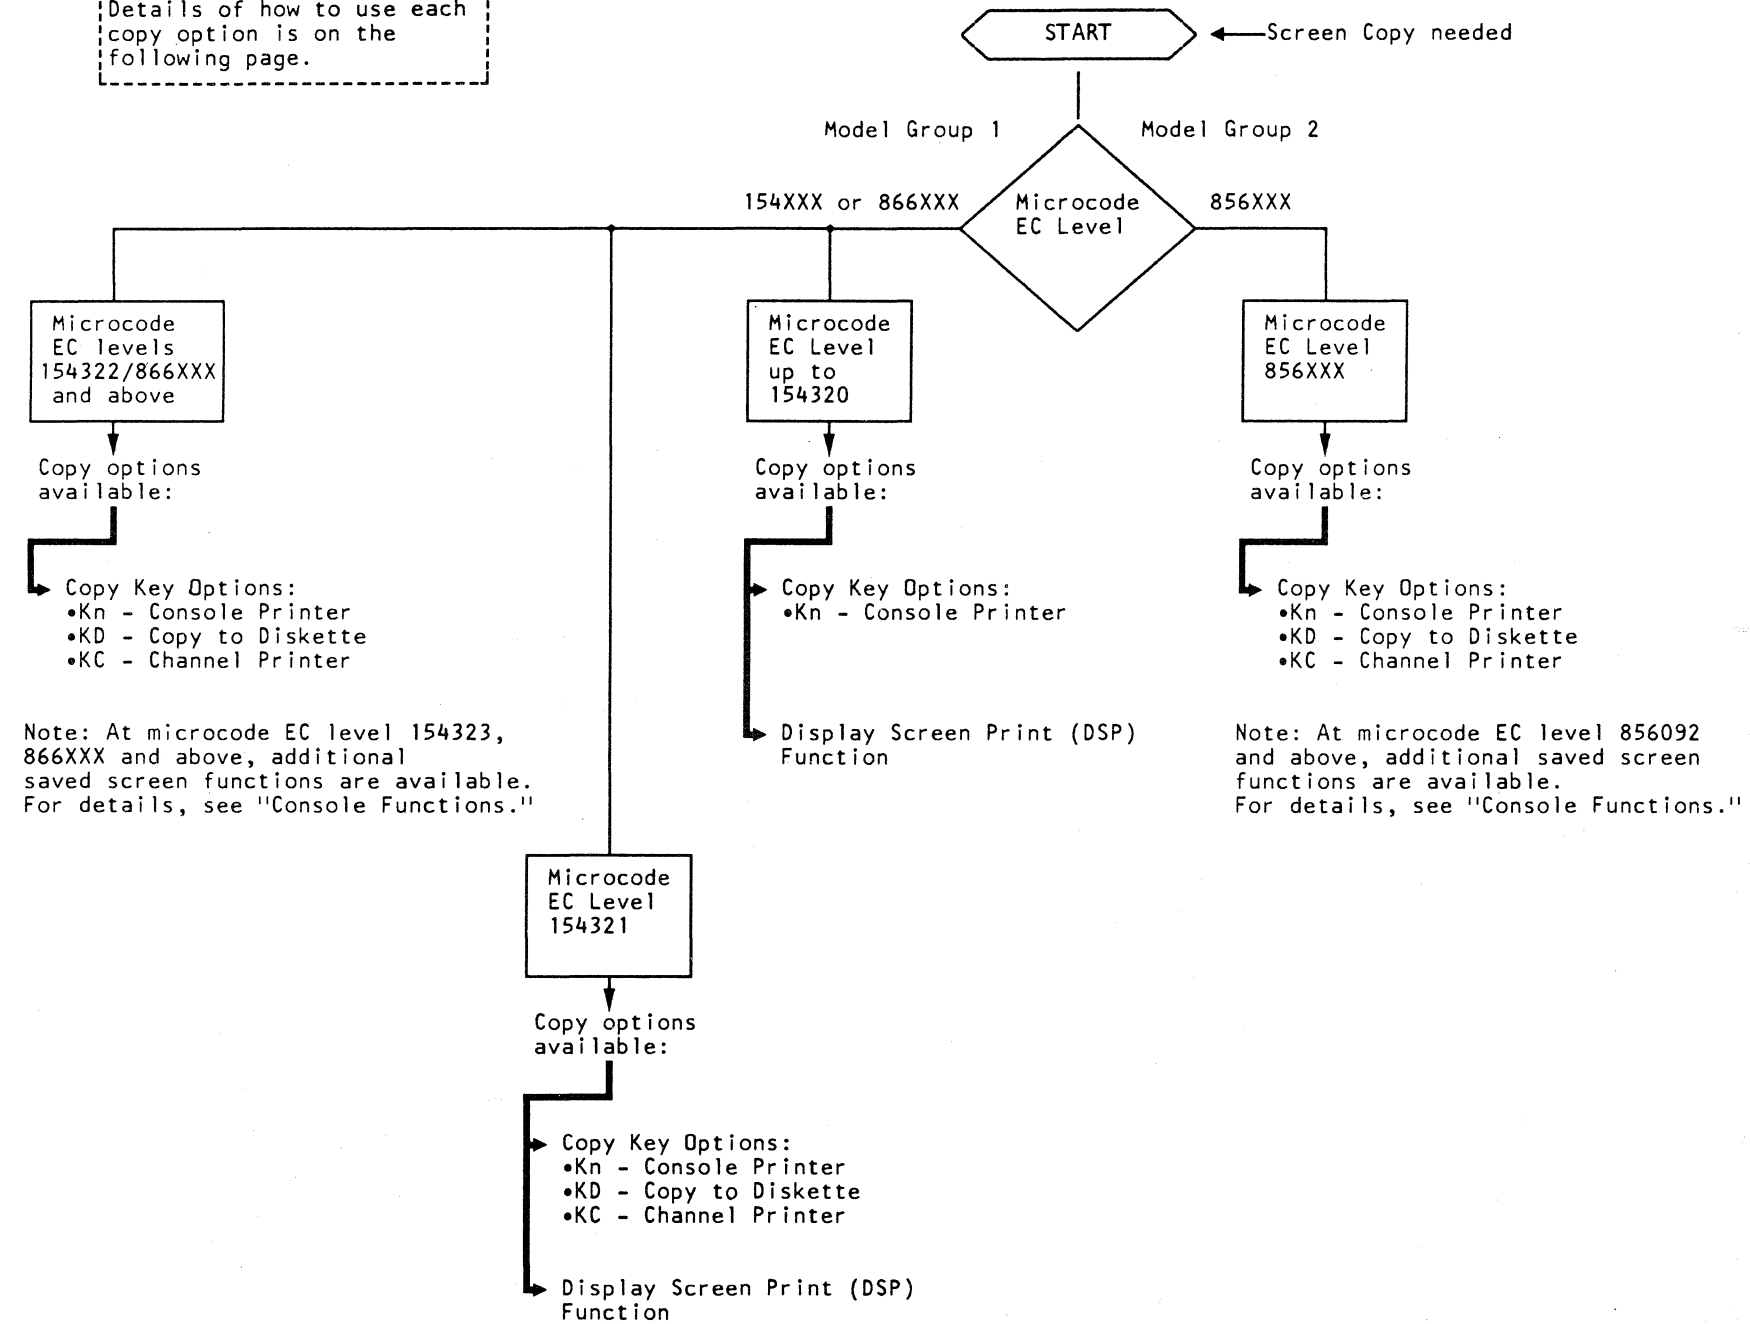 Details of how to use each
copy option is on the
following page.
START
Screen Copy needed
Model Group 1
Model Group 2
154XXX or 866XXX
Microcode
EC Level
856XXX
Microcode
EC levels
154322/866XXX
and above
Copy options
available:
Copy Key Options:
•Kn - Console Printer
•KD - Copy to Diskette
•KC - Channel Printer
Note: At microcode EC level 154323,
866XXX and above, additional
saved screen functions are available.
For details, see "Console Functions."
Microcode
EC Level
154321
Copy options
available:
Copy Key Options:
•Kn - Console Printer
•KD - Copy to Diskette
•KC - Channel Printer
Display Screen Print (DSP)
Function
Microcode
EC Level
up to
154320
Copy options
available:
Copy Key Options:
•Kn - Console Printer
Display Screen Print (DSP)
Function
Microcode
EC Level
856XXX
Copy options
available:
Copy Key Options:
•Kn - Console Printer
•KD - Copy to Diskette
•KC - Channel Printer
Note: At microcode EC level 856092
and above, additional saved screen
functions are available.
For details, see "Console Functions."